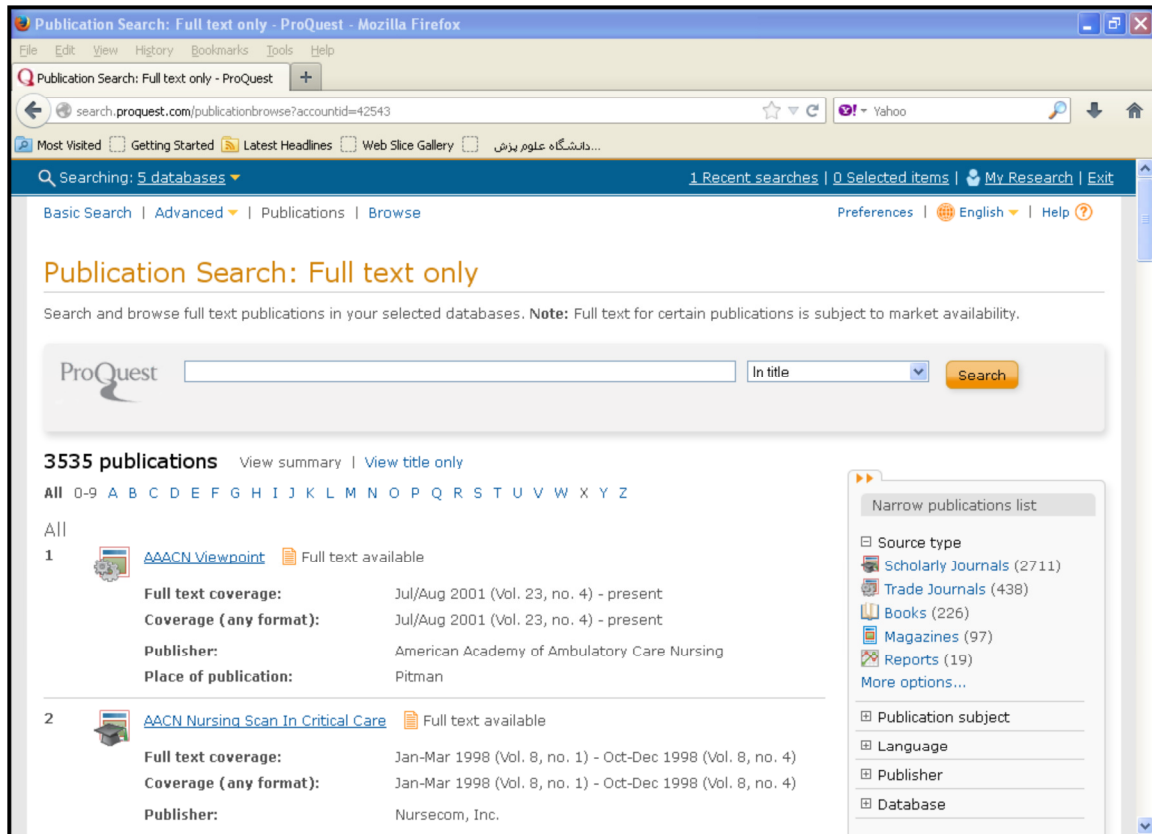 Publication Search: Full text only - ProQuest - Mozilla Firefox
File Edit View History Bookmarks Tools Help
Publication Search: Full text only - ProQuest +
search.proquest.com/publicationbrowse?accountid=42543 Yahoo
Most Visited Getting Started Latest Headlines Web Slice Gallery دانشگاه علوم پزش...
Searching: 5 databases 1 Recent searches | 0 Selected items | My Research | Exit
Basic Search | Advanced | Publications | Browse Preferences | English | Help ?
Publication Search: Full text only
Search and browse full text publications in your selected databases. Note: Full text for certain publications is subject to market availability.
ProQuest In title Search
3535 publications View summary | View title only
All 0-9 A B C D E F G H I J K L M N O P Q R S T U V W X Y Z
All
1 AAACN Viewpoint Full text available
Full text coverage: Jul/Aug 2001 (Vol. 23, no. 4) - present
Coverage (any format): Jul/Aug 2001 (Vol. 23, no. 4) - present
Publisher: American Academy of Ambulatory Care Nursing
Place of publication: Pitman
2 AACN Nursing Scan In Critical Care Full text available
Full text coverage: Jan-Mar 1998 (Vol. 8, no. 1) - Oct-Dec 1998 (Vol. 8, no. 4)
Coverage (any format): Jan-Mar 1998 (Vol. 8, no. 1) - Oct-Dec 1998 (Vol. 8, no. 4)
Publisher: Nursecom, Inc.
Narrow publications list
Source type
Scholarly Journals (2711)
Trade Journals (438)
Books (226)
Magazines (97)
Reports (19)
More options...
Publication subject
Language
Publisher
Database